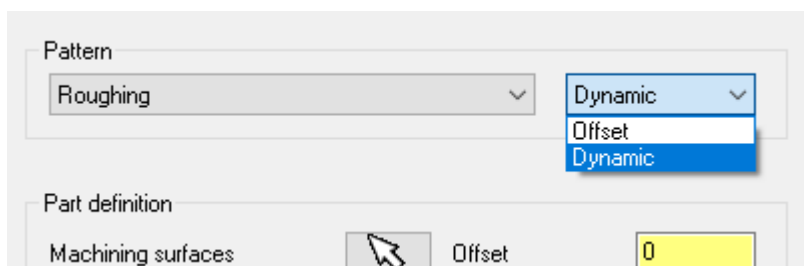 Pattern
Roughing Dynamic
Offset
Dynamic
Part definition
Machining surfaces Offset 0